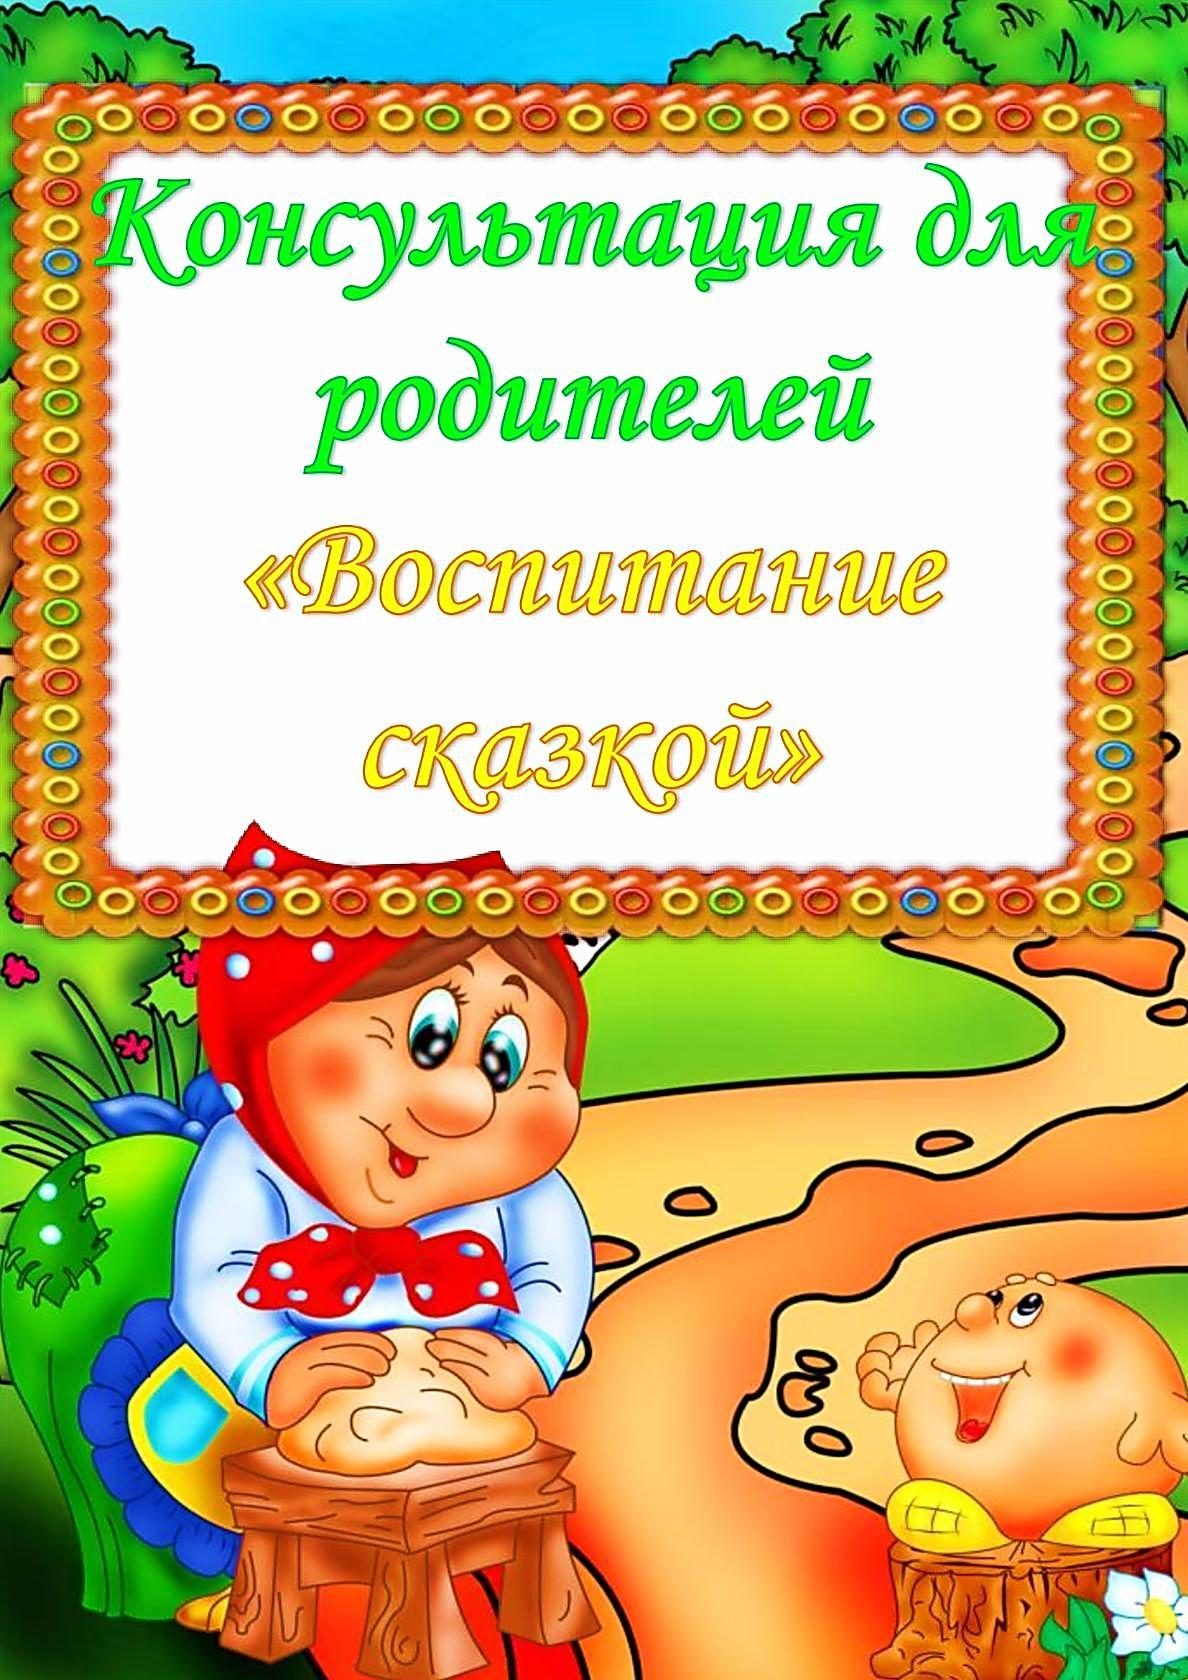 Консультация для
родителей
«Воспитание
сказкой»